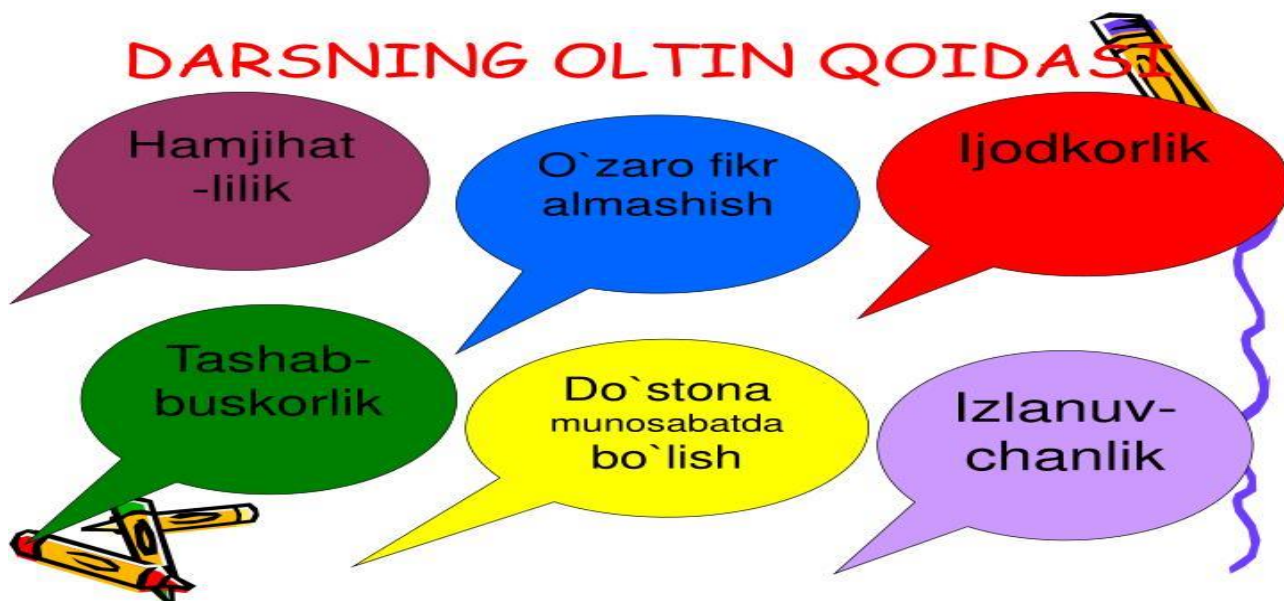 DARSNING OLTIN QOIDASI
Hamjihat
-lilik
O`zaro fikr
almashish
Ijodkorlik
Tashab-
buskorlik
Do`stona
munosabatda
bo`lish
Izlanuv-
chanlik